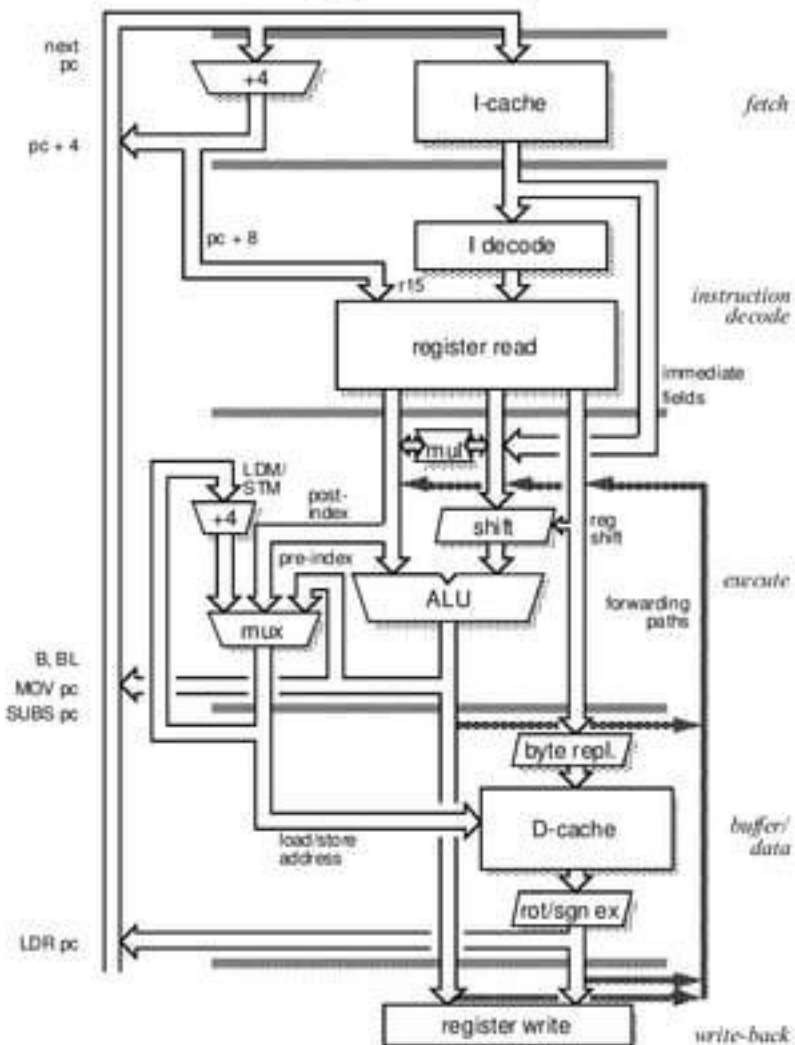 next
pc
+4
I-cache
fetch
pc + 4
pc + 8
I decode
r15
instruction
decode
register read
immediate
fields
mul
LDM/
STM
post-
index
+4
shift
reg
shift
pre-index
execute
ALU
forwarding
paths
mux
B, BL
MOV pc
SUBS pc
byte repl.
D-cache
buffer/
data
load/store
address
rot/sgn ex
LDR pc
register write
write-back